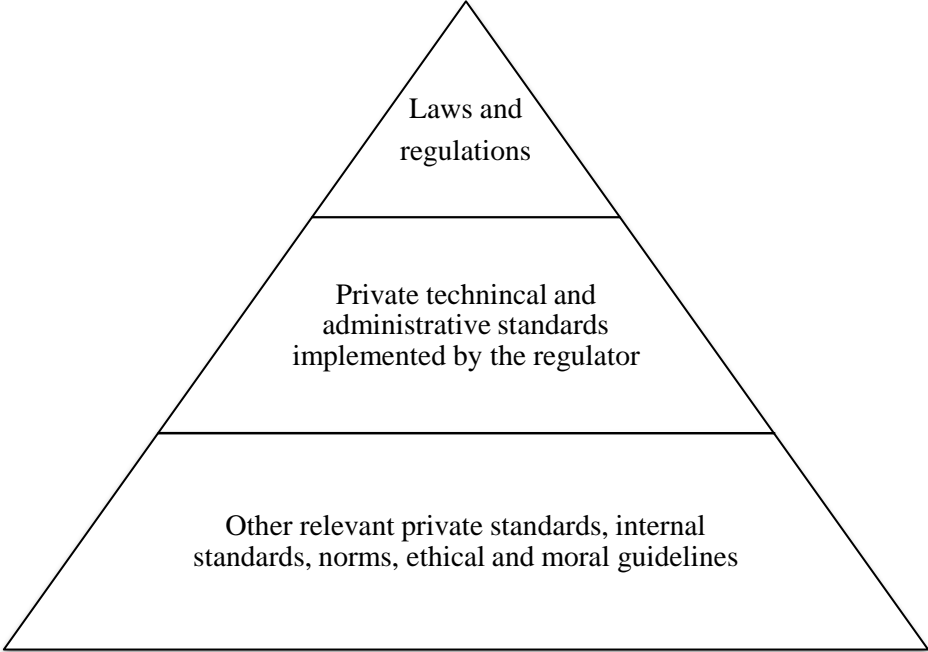 Laws and
regulations
Private technincal and
administrative standards
implemented by the regulator
Other relevant private standards, internal
standards, norms, ethical and moral guidelines